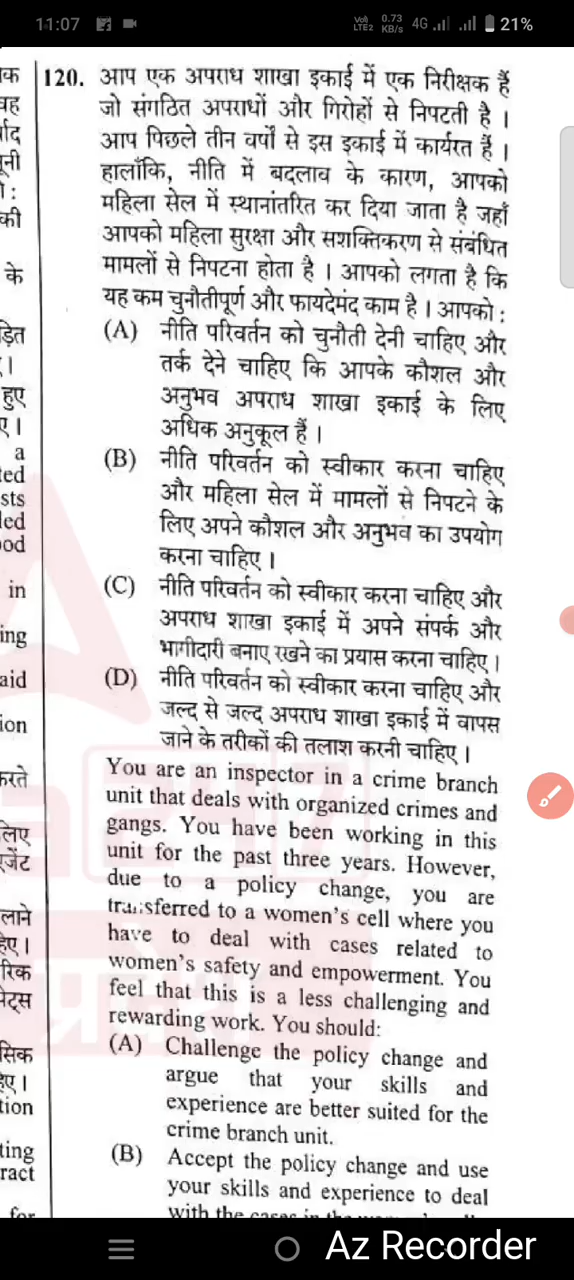 11:07
Vo) 0.73 4G 21%
LTE2 KB/s
120. आप एक अपराध शाखा इकाई में एक निरीक्षक हैं
जो संगठित अपराधों और गिरोहों से निपटती है ।
आप पिछले तीन वर्षों से इस इकाई में कार्यरत हैं ।
हालाँकि, नीति में बदलाव के कारण, आपको
महिला सेल में स्थानांतरित कर दिया जाता है जहाँ
आपको महिला सुरक्षा और सशक्तिकरण से संबंधित
मामलों से निपटना होता है । आपको लगता है कि
यह कम चुनौतीपूर्ण और फायदेमंद काम है । आपको :
(A) नीति परिवर्तन को चुनौती देनी चाहिए और
तर्क देने चाहिए कि आपके कौशल और
अनुभव अपराध शाखा इकाई के लिए
अधिक अनुकूल हैं ।
(B) नीति परिवर्तन को स्वीकार करना चाहिए
और महिला सेल में मामलों से निपटने के
लिए अपने कौशल और अनुभव का उपयोग
करना चाहिए ।
(C) नीति परिवर्तन को स्वीकार करना चाहिए और
अपराध शाखा इकाई में अपने संपर्क और
भागीदारी बनाए रखने का प्रयास करना चाहिए ।
(D) नीति परिवर्तन को स्वीकार करना चाहिए और
जल्द से जल्द अपराध शाखा इकाई में वापस
जाने के तरीकों की तलाश करनी चाहिए ।
You are an inspector in a crime branch
unit that deals with organized crimes and
gangs. You have been working in this
unit for the past three years. However,
due to a policy change, you are
transferred to a women's cell where you
have to deal with cases related to
women's safety and empowerment. You
feel that this is a less challenging and
rewarding work. You should:
(A) Challenge the policy change and
argue that your skills and
experience are better suited for the
crime branch unit.
(B) Accept the policy change and use
your skills and experience to deal
with the cases in the
Az Recorder